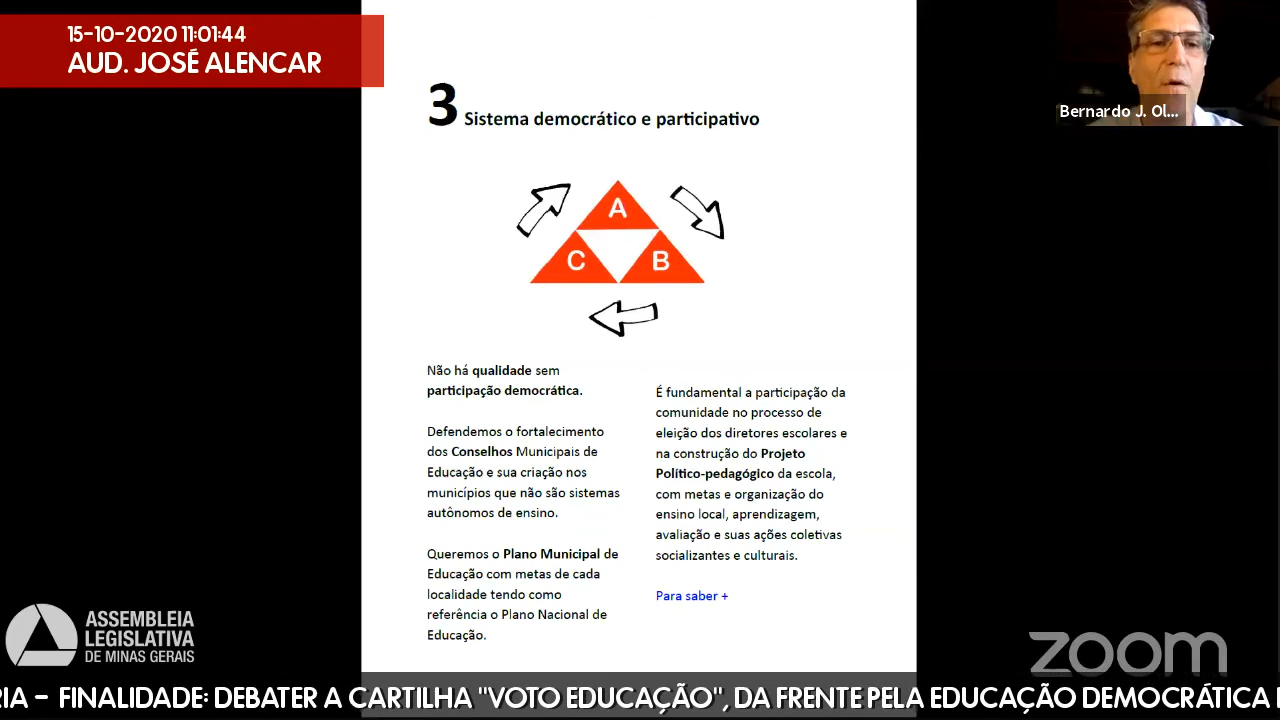 15-10-2020 11:01:44
AUD. JOSÉ ALENCAR
Bernardo J. Ol...
3 Sistema democrático e participativo
A
C
B
Não há qualidade sem
participação democrática.
Defendemos o fortalecimento
dos Conselhos Municipais de
Educação e sua criação nos
municípios que não são sistemas
autônomos de ensino.
Queremos o Plano Municipal de
Educação com metas de cada
localidade tendo como
referência o Plano Nacional de
Educação.
É fundamental a participação da
comunidade no processo de
eleição dos diretores escolares e
na construção do Projeto
Político-pedagógico da escola,
com metas e organização do
ensino local, aprendizagem,
avaliação e suas ações coletivas
socializantes e culturais.
Para saber +
ASSEMBLEIA
LEGISLATIVA
DE MINAS GERAIS
zoom
RIA - FINALIDADE: DEBATER A CARTILHA "VOTO EDUCAÇÃO", DA FRENTE PELA EDUCAÇÃO DEMOCRÁTICA